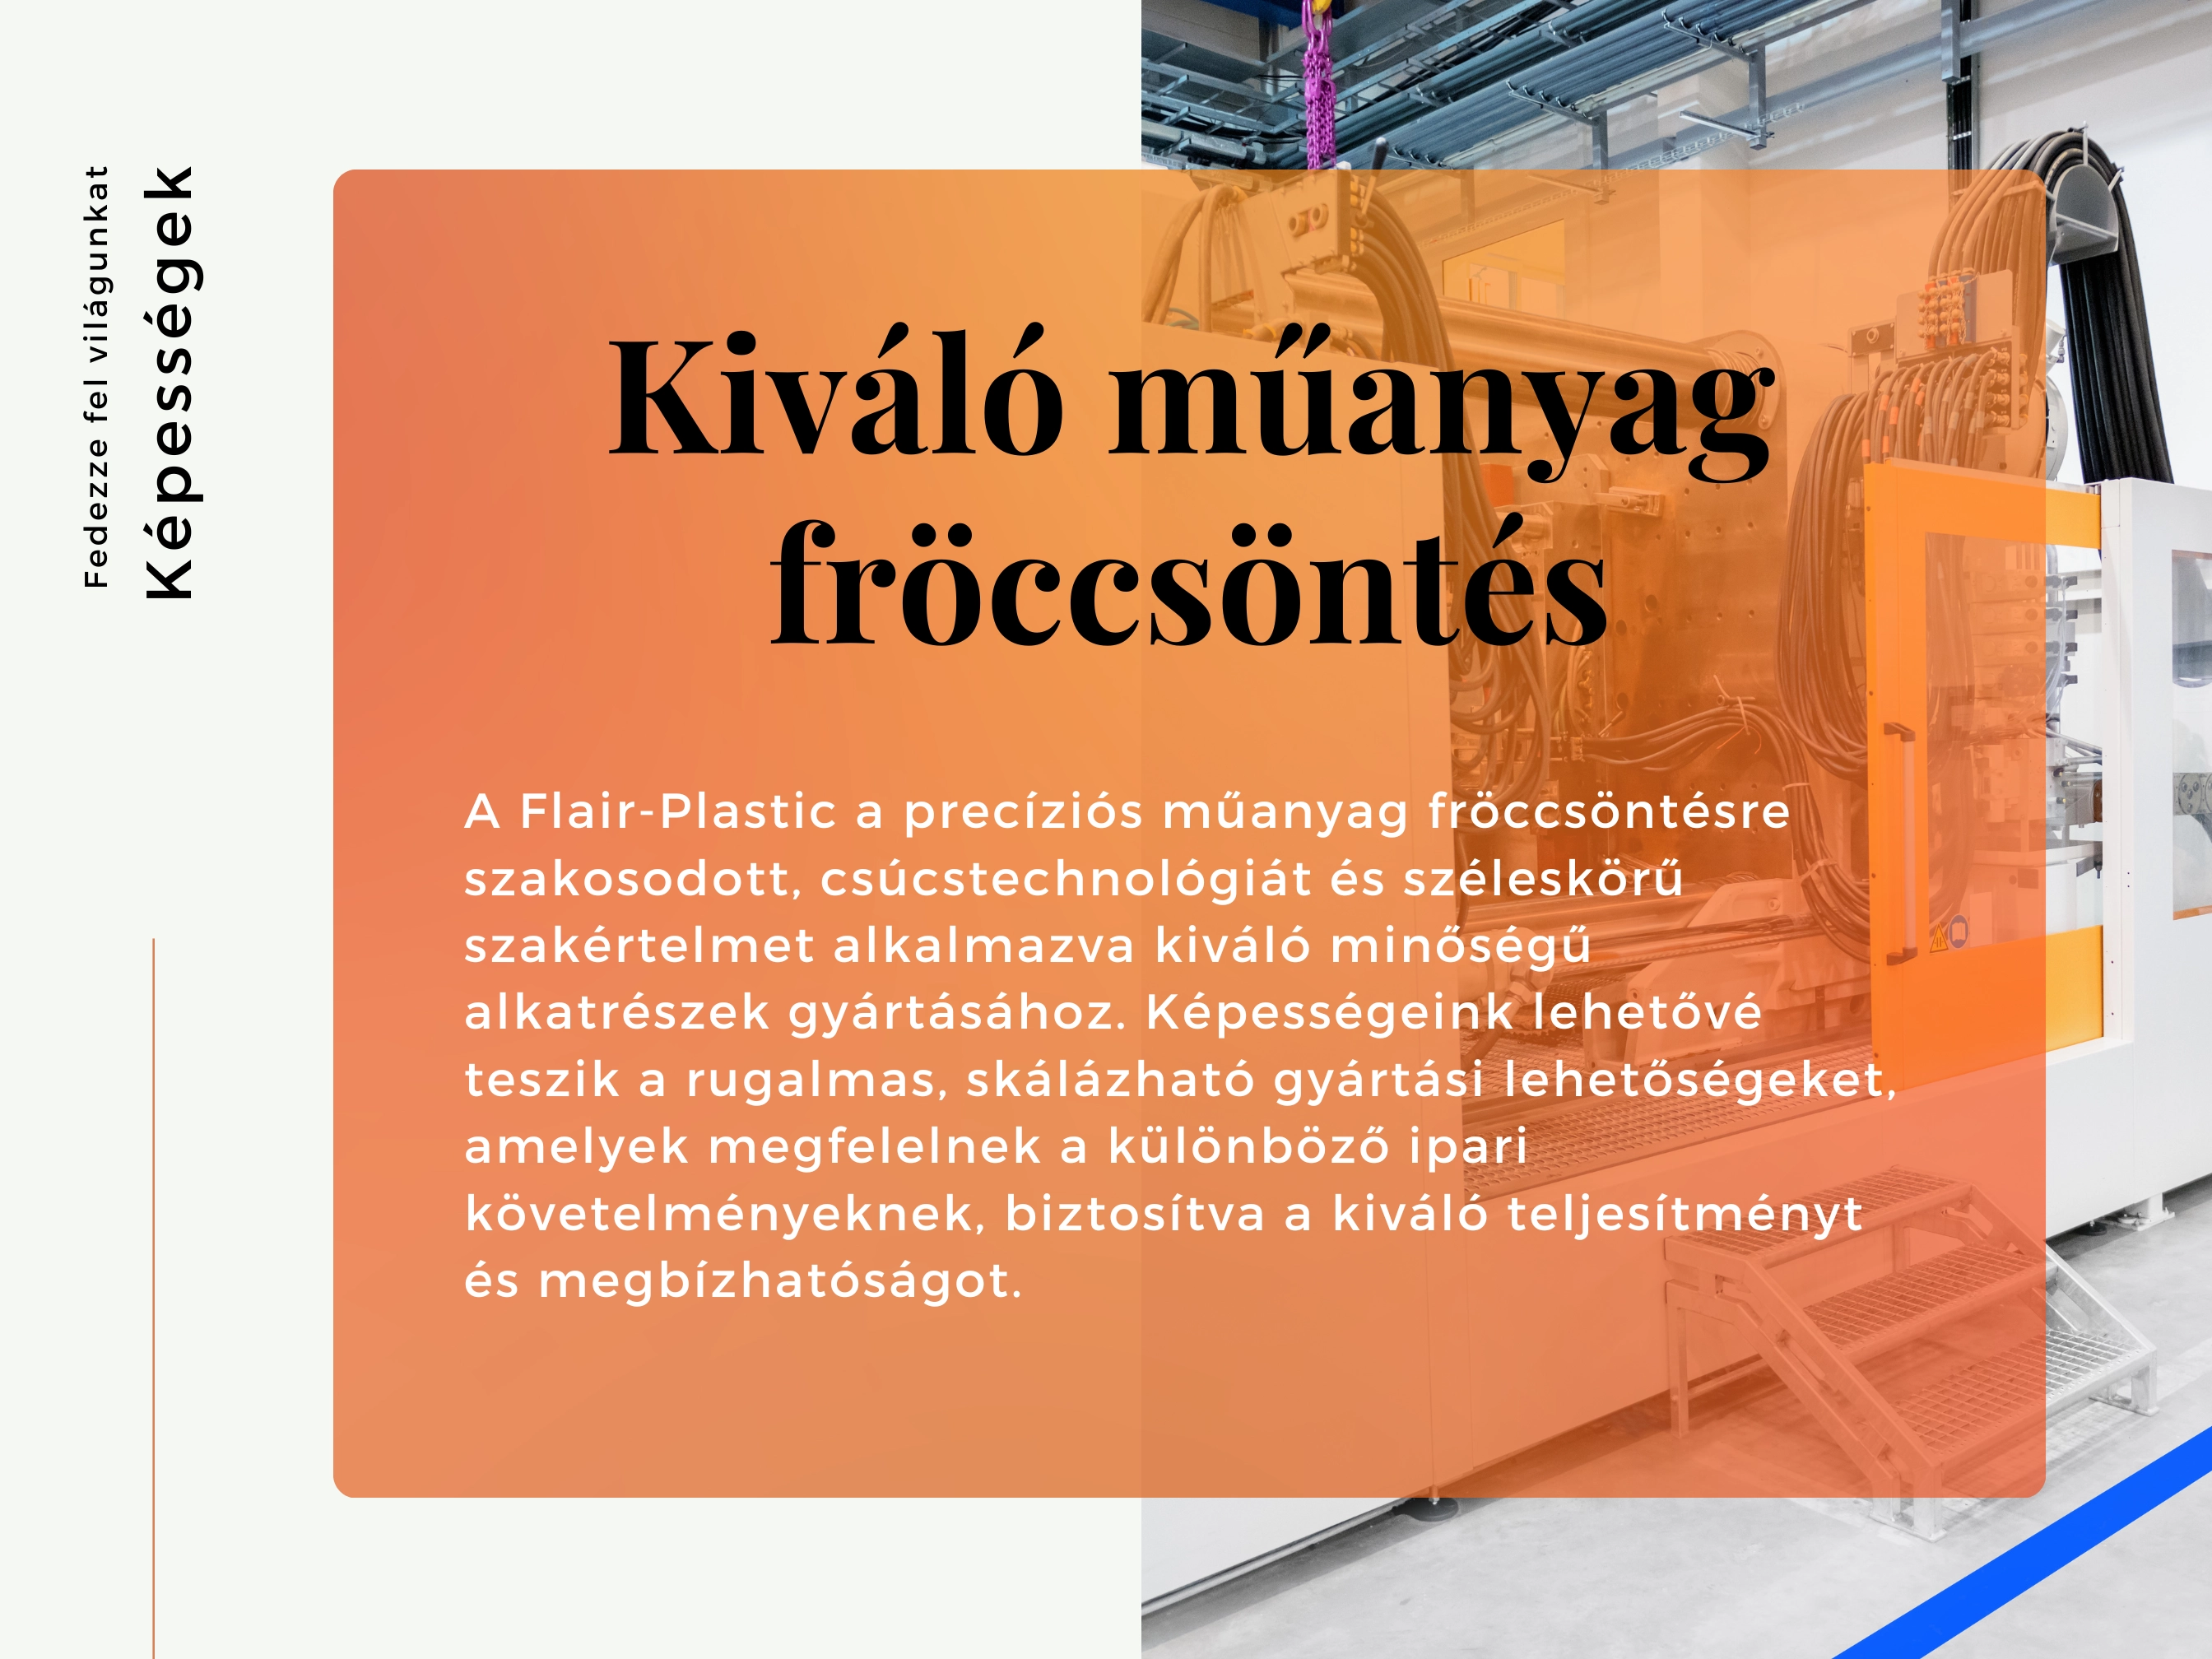 Fedezze fel világunkat
Képességek
Kiváló műanyag
fröccsöntés
A Flair-Plastic a precíziós műanyag fröccsöntésre
szakosodott, csúcstechnológiát és széleskörű
szakértelmet alkalmazva kiváló minőségű
alkatrészek gyártásához. Képességeink lehetővé
teszik a rugalmas, skálázható gyártási lehetőségeket,
amelyek megfelelnek a különböző ipari
követelményeknek, biztosítva a kiváló teljesítményt
és megbízhatóságot.